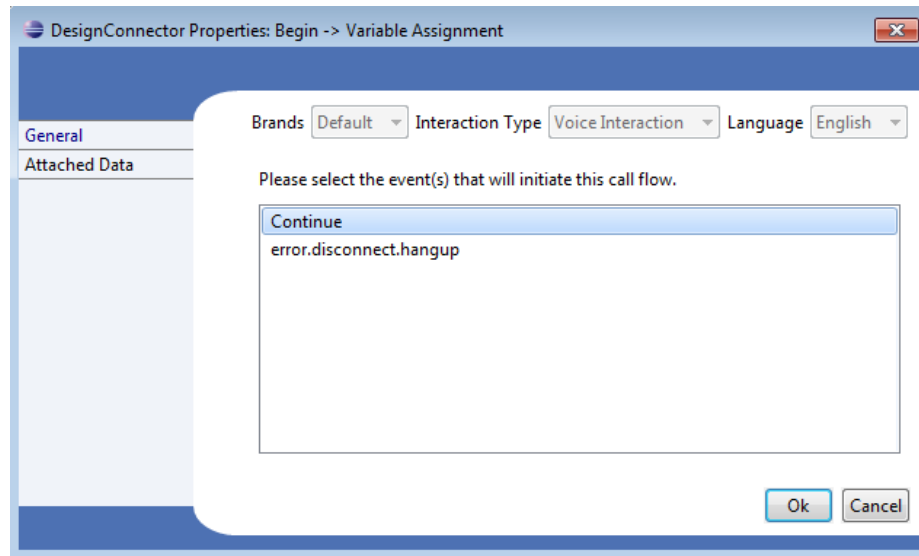 DesignConnector Properties: Begin -> Variable Assignment
General
Attached Data
Brands Default Interaction Type Voice Interaction Language English
Please select the event(s) that will initiate this call flow.
Continue
error.disconnect.hangup
Ok Cancel